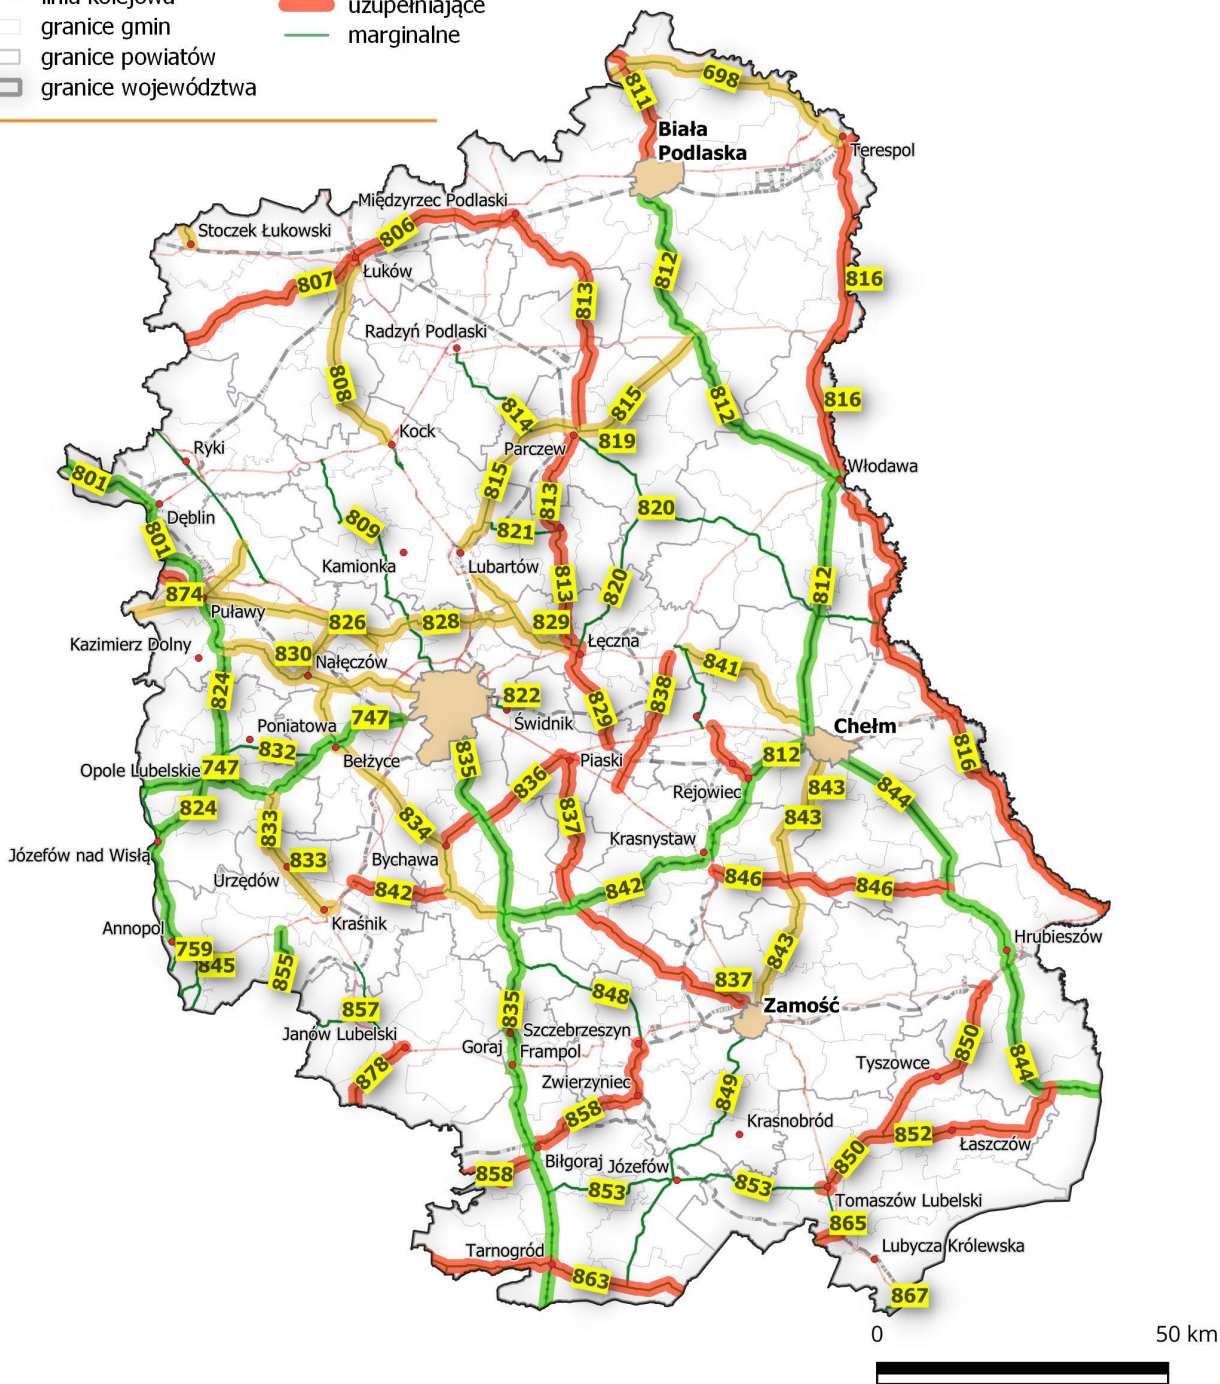 linia kolejowa
granice gmin
granice powiatów
granice województwa
uzupełniające
marginalne
698
811
Biała
Podlaska
Terespol
Międzyrzec Podlaski
Stoczek Łukowski
806
812
816
Łuków
807
813
Radzyń Podlaski
808
816
815
812
814
Kock
819
Parczew
Ryki
Włodawa
801
815
813
820
Dęblin
809
821
801
Kamionka
Lubartów
813
820
812
874
Puławy
826
828
829
Kazimierz Dolny
Łęczna
830
Nałęczów
841
824
838
822
829
Świdnik
Poniatowa
747
Chełm
832
816
812
835
Bełżyce
Piaski
Opole Lubelskie
747
836
843
844
Rejowiec
824
833
834
837
843
Krasnystaw
Józefów nad Wisłą
833
Bychawa
Urzędów
842
842
846
846
Kraśnik
Annopol
759
845
855
843
Hrubieszów
837
848
857
835
Zamość
Janów Lubelski
Szczebrzeszyn
Goraj
Frampol
850
844
Tyszowce
878
Zwierzyniec
849
858
Krasnobród
852
Łaszczów
850
Biłgoraj
Józefów
858
853
853
Tomaszów Lubelski
865
Tarnogród
Lubycza Królewska
863
867
0
50 km